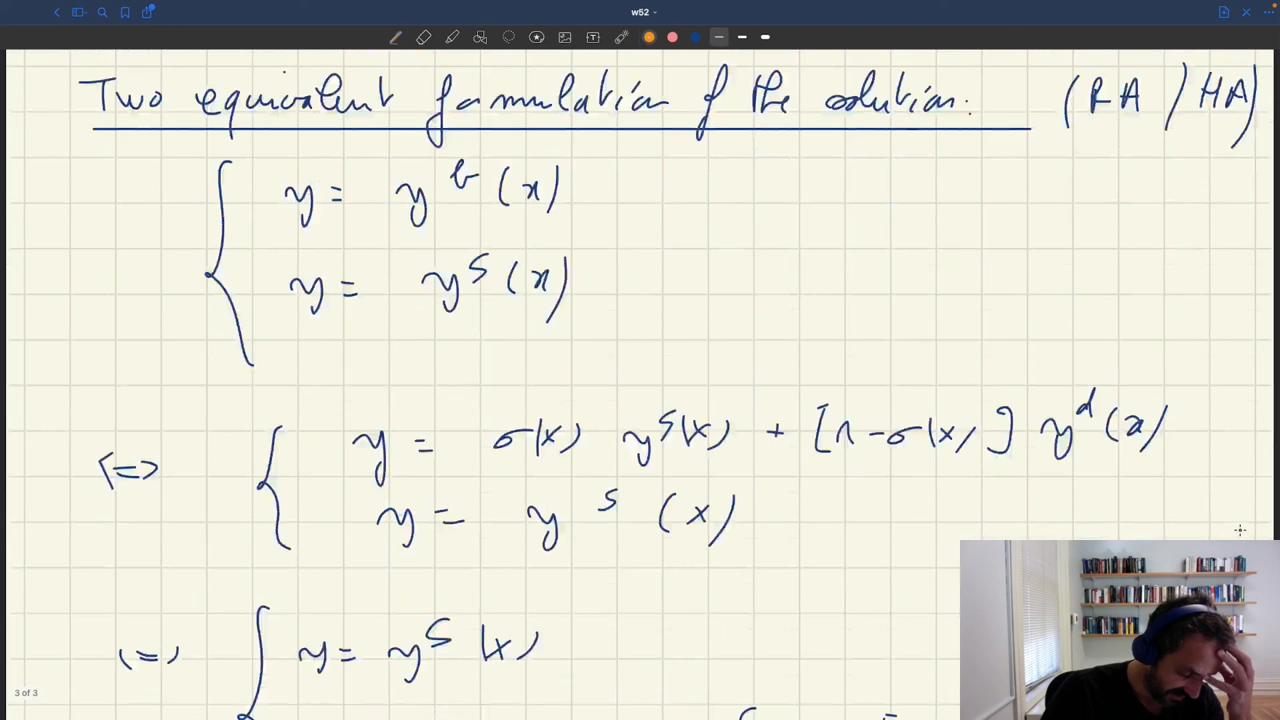 w52
Two equivalent formulation of the solution. (RA / HA)
y = y^b (x)
y = y^s (x)
<=> y = σ(x) y^s(x) + [1 - σ(x)] y^d(x)
y = y^s (x)
<=> y = y^s (x)
3 of 3